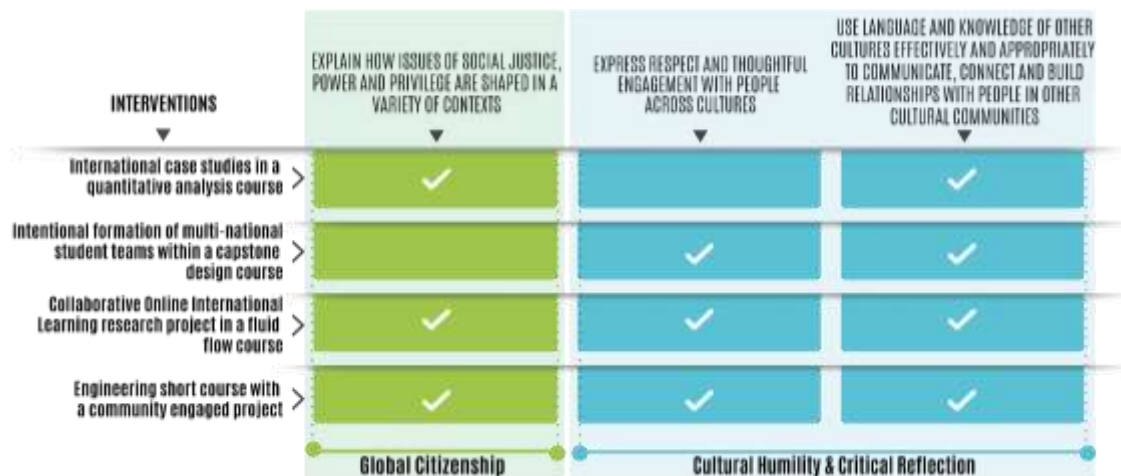 INTERVENTIONS
EXPLAIN HOW ISSUES OF SOCIAL JUSTICE,
POWER AND PRIVILEGE ARE SHAPED IN A
VARIETY OF CONTEXTS
EXPRESS RESPECT AND THOUGHTFUL
ENGAGEMENT WITH PEOPLE
ACROSS CULTURES
USE LANGUAGE AND KNOWLEDGE OF OTHER
CULTURES EFFECTIVELY AND APPROPRIATELY
TO COMMUNICATE, CONNECT AND BUILD
RELATIONSHIPS WITH PEOPLE IN OTHER
CULTURAL COMMUNITIES
International case studies in a
quantitative analysis course
Intentional formation of multi-national
student teams within a capstone
design course
Collaborative Online International
Learning research project in a fluid
flow course
Engineering short course with
a community engaged project
Global Citizenship
Cultural Humility & Critical Reflection